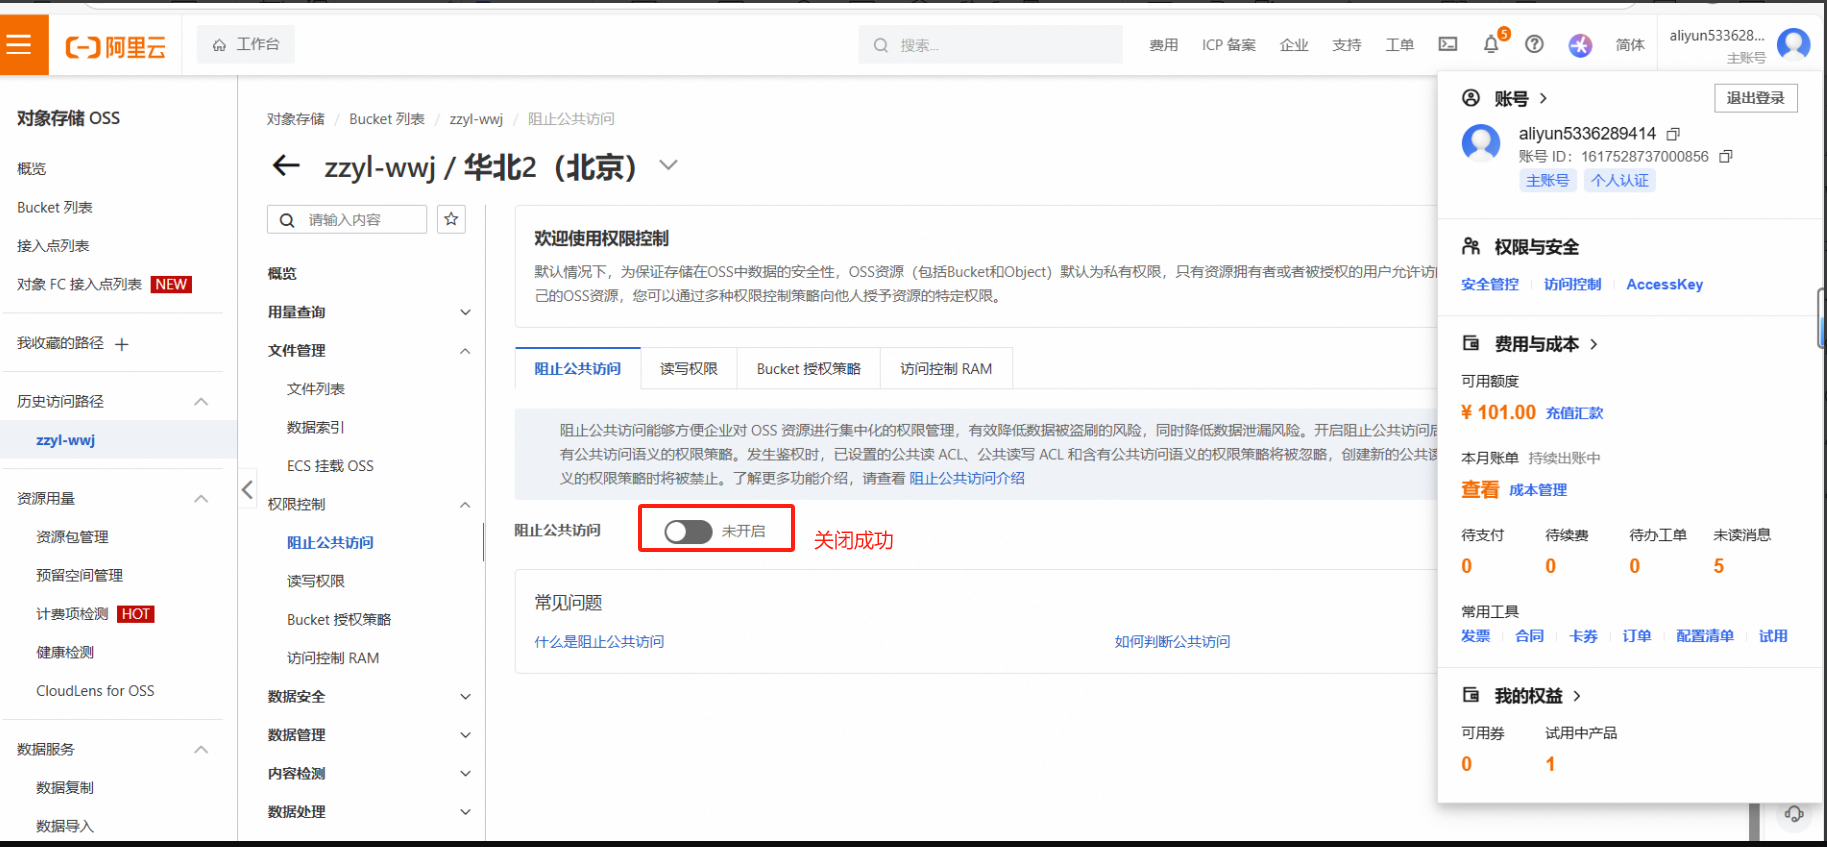 阿里云
工作台
搜索...
费用
ICP 备案
企业
支持
工单
5
简体
aliyun533628...
主账号
对象存储 OSS
概览
Bucket 列表
接入点列表
对象 FC 接入点列表 NEW
我收藏的路径
历史访问路径
zzyl-wwj
资源用量
资源包管理
预留空间管理
计费项检测 HOT
健康检测
CloudLens for OSS
数据服务
数据复制
数据导入
对象存储 / Bucket 列表 / zzyl-wwj / 阻止公共访问
zzyl-wwj / 华北2（北京）
请输入内容
概览
用量查询
文件管理
文件列表
数据索引
ECS 挂载 OSS
权限控制
阻止公共访问
读写权限
Bucket 授权策略
访问控制 RAM
数据安全
数据管理
内容检测
数据处理
欢迎使用权限控制
默认情况下，为保证存储在OSS中数据的安全性，OSS资源（包括Bucket和Object）默认为私有权限，只有资源拥有者或者被授权的用户允许访
己的OSS资源，您可以通过多种权限控制策略向他人授予资源的特定权限。
阻止公共访问
读写权限
Bucket 授权策略
访问控制 RAM
阻止公共访问能够方便企业对 OSS 资源进行集中化的权限管理，有效降低数据被盗刷的风险，同时降低数据泄漏风险。开启阻止公共访问后
有公共访问语义的权限策略。发生鉴权时，已设置的公共读 ACL、公共读写 ACL 和含有公共访问语义的权限策略将被忽略，创建新的公共读
义的权限策略时将被禁止。了解更多功能介绍，请查看 阻止公共访问介绍
阻止公共访问
未开启
关闭成功
常见问题
什么是阻止公共访问
如何判断公共访问
账号
退出登录
aliyun5336289414
账号 ID：1617528737000856
主账号
个人认证
权限与安全
安全管控
访问控制
AccessKey
费用与成本
可用额度
¥ 101.00 充值汇款
本月账单 持续出账中
查看 成本管理
待支付
待续费
待办工单
未读消息
0
0
0
5
常用工具
发票
合同
卡券
订单
配置清单
试用
我的权益
可用券
试用中产品
0
1